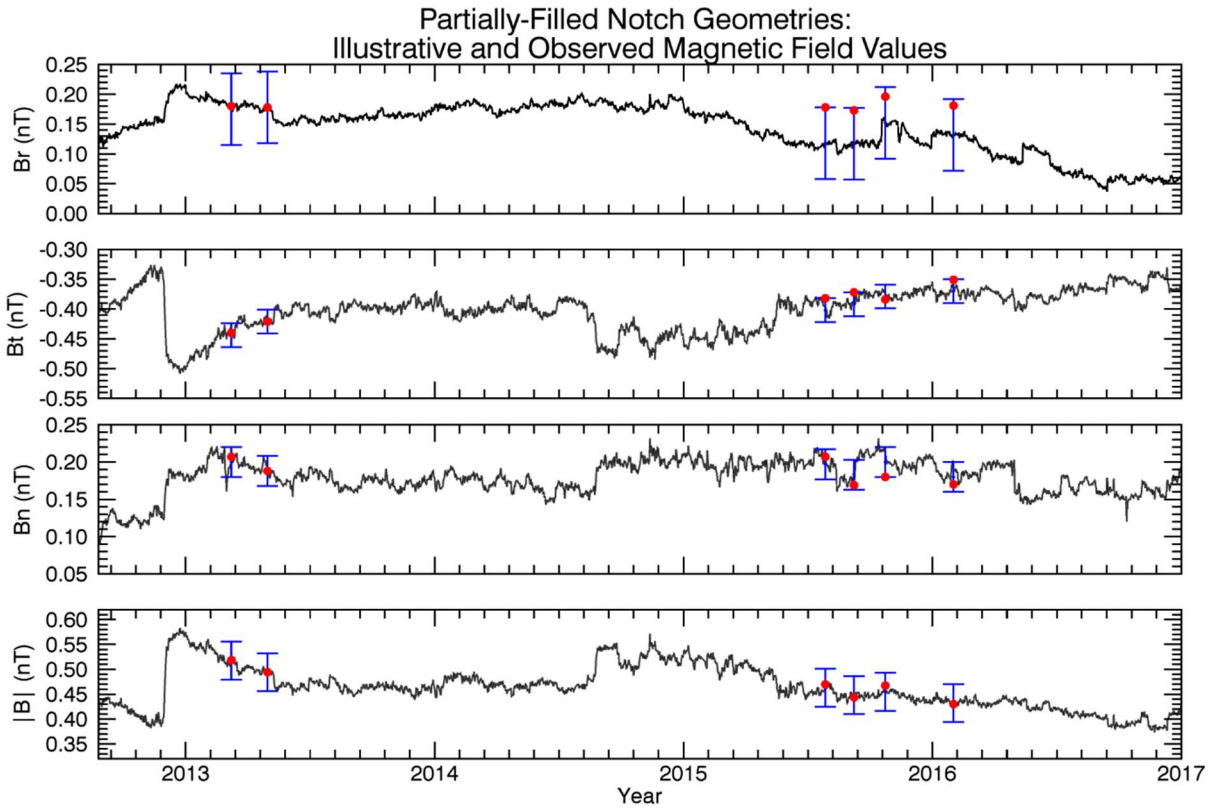 Partially-Filled Notch Geometries:
Illustrative and Observed Magnetic Field Values
0.25
0.20
0.15
0.10
0.05
0.00
Br (nT)
-0.30
-0.35
-0.40
-0.45
-0.50
-0.55
Bt (nT)
0.25
0.20
0.15
0.10
0.05
Bn (nT)
0.60
0.55
0.50
0.45
0.40
0.35
|B| (nT)
2013 2014 2015 2016 2017
Year